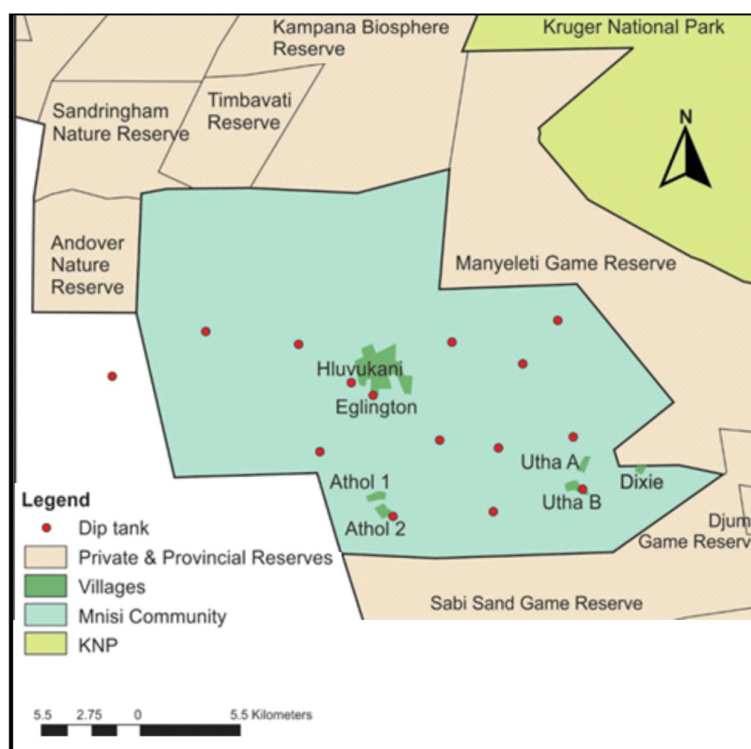 Kampana Biosphere
Reserve
Kruger National Park
N
Sandringham
Nature Reserve
Timbavati
Reserve
Andover
Nature
Reserve
Manyeleti Game Reserve
Hluvukani
Eglington
Athol 1
Athol 2
Utha A
Utha B
Dixie
Djum
Game Reserv
Sabi Sand Game Reserve
Legend
Dip tank
Private & Provincial Reserves
Villages
Mnisi Community
KNP
5.5 2.75 0 5.5 Kilometers